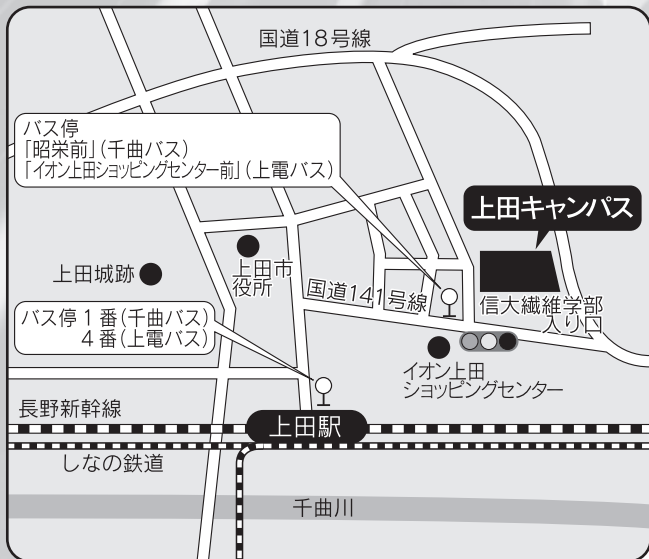 国道18号線
バス停
「昭栄前」(千曲バス)
「イオン上田ショッピングセンター前」(上電バス)
上田キャンパス
上田城跡
上田市
役所
国道141号線
信大繊維学部
入り口
バス停 1 番(千曲バス)
4 番(上電バス)
イオン上田
ショッピングセンター
長野新幹線
上田駅
しなの鉄道
千曲川